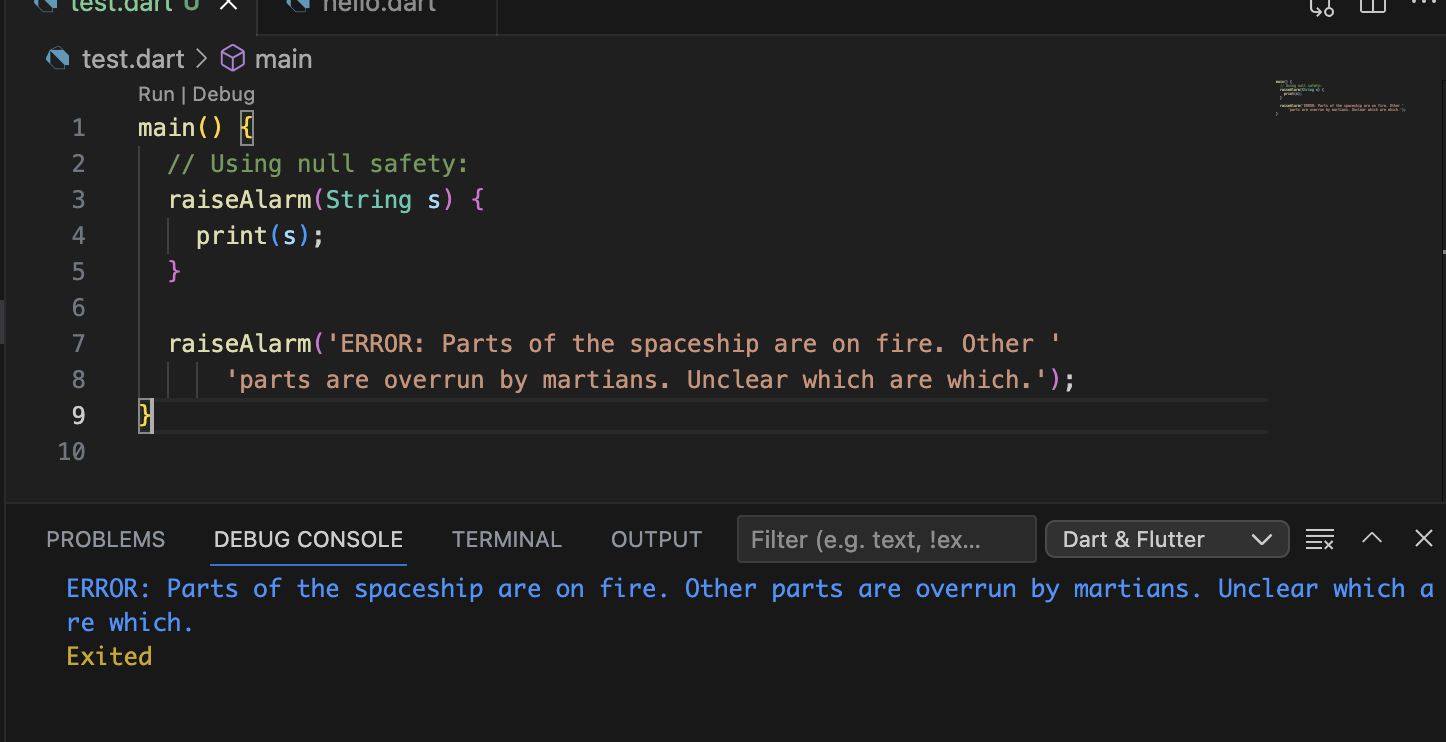 test.dart U
hello.dart
test.dart > main
Run | Debug
1 main() {
2 // Using null safety:
3 raiseAlarm(String s) {
4 print(s);
5 }
6
7 raiseAlarm('ERROR: Parts of the spaceship are on fire. Other '
8 'parts are overrun by martians. Unclear which are which.');
9 }
10
PROBLEMS DEBUG CONSOLE TERMINAL OUTPUT Filter (e.g. text, !ex... Dart & Flutter
ERROR: Parts of the spaceship are on fire. Other parts are overrun by martians. Unclear which a
re which.
Exited